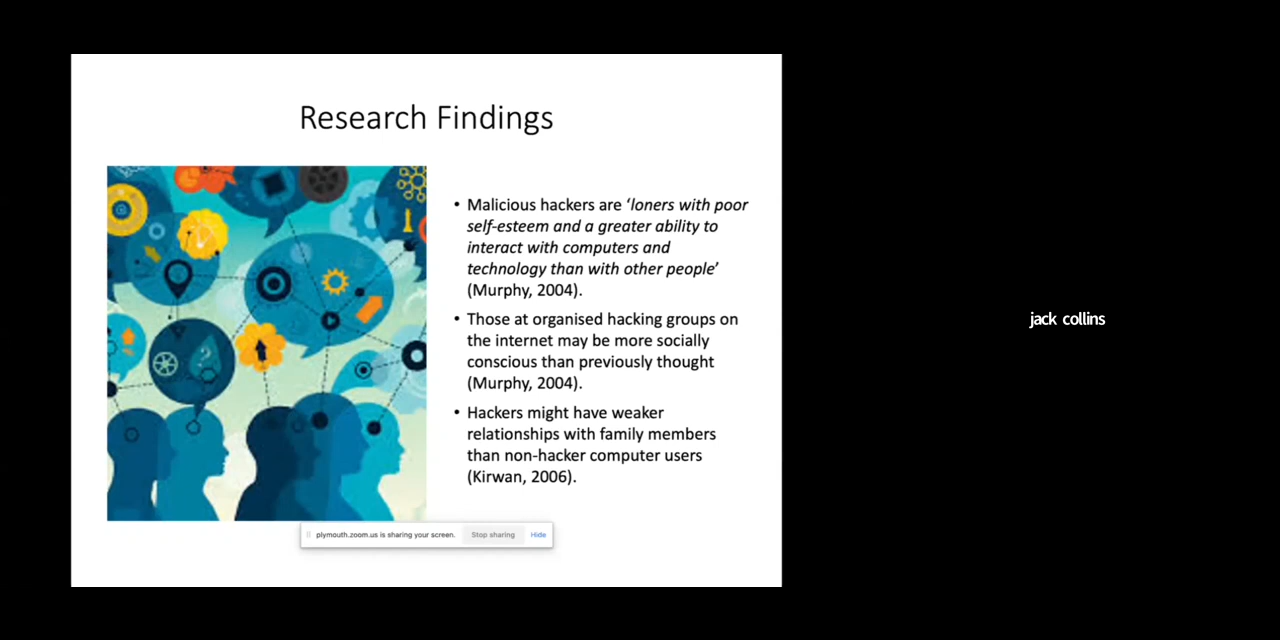 Research Findings
• Malicious hackers are ‘loners with poor
self-esteem and a greater ability to
interact with computers and
technology than with other people’
(Murphy, 2004).
• Those at organised hacking groups on
the internet may be more socially
conscious than previously thought
(Murphy, 2004).
• Hackers might have weaker
relationships with family members
than non-hacker computer users
(Kirwan, 2006).
plymouth.zoom.us is sharing your screen. Stop sharing Hide
jack collins